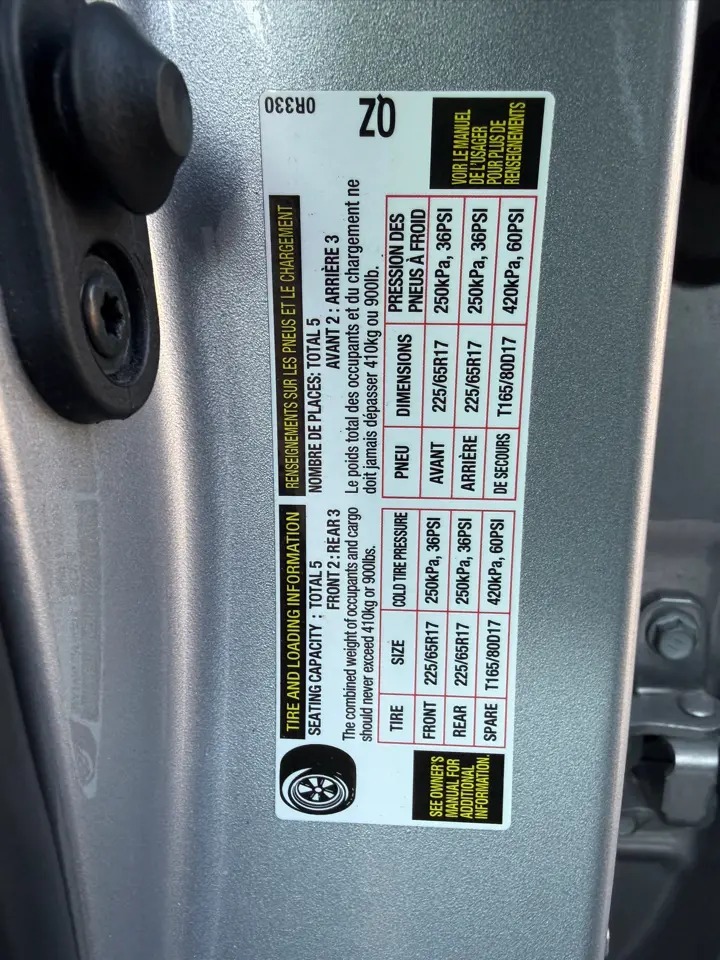 TIRE AND LOADING INFORMATION
SEATING CAPACITY : TOTAL 5
FRONT 2 : REAR 3
The combined weight of occupants and cargo
should never exceed 410kg or 900lbs.
TIRE SIZE COLD TIRE PRESSURE
FRONT 225/65R17 250kPa, 36PSI
REAR 225/65R17 250kPa, 36PSI
SPARE T165/80D17 420kPa, 60PSI
SEE OWNER'S
MANUAL FOR
ADDITIONAL
INFORMATION.
RENSEIGNEMENTS SUR LES PNEUS ET LE CHARGEMENT
NOMBRE DE PLACES: TOTAL 5
AVANT 2 : ARRIÈRE 3
Le poids total des occupants et du chargement ne
doit jamais dépasser 410kg ou 900lb.
PNEU DIMENSIONS PRESSION DES
PNEUS À FROID
AVANT 225/65R17 250kPa, 36PSI
ARRIÈRE 225/65R17 250kPa, 36PSI
DE SECOURS T165/80D17 420kPa, 60PSI
VOIR LE MANUEL
DE L'USAGER
POUR PLUS DE
RENSEIGNEMENTS
0R330
QZ